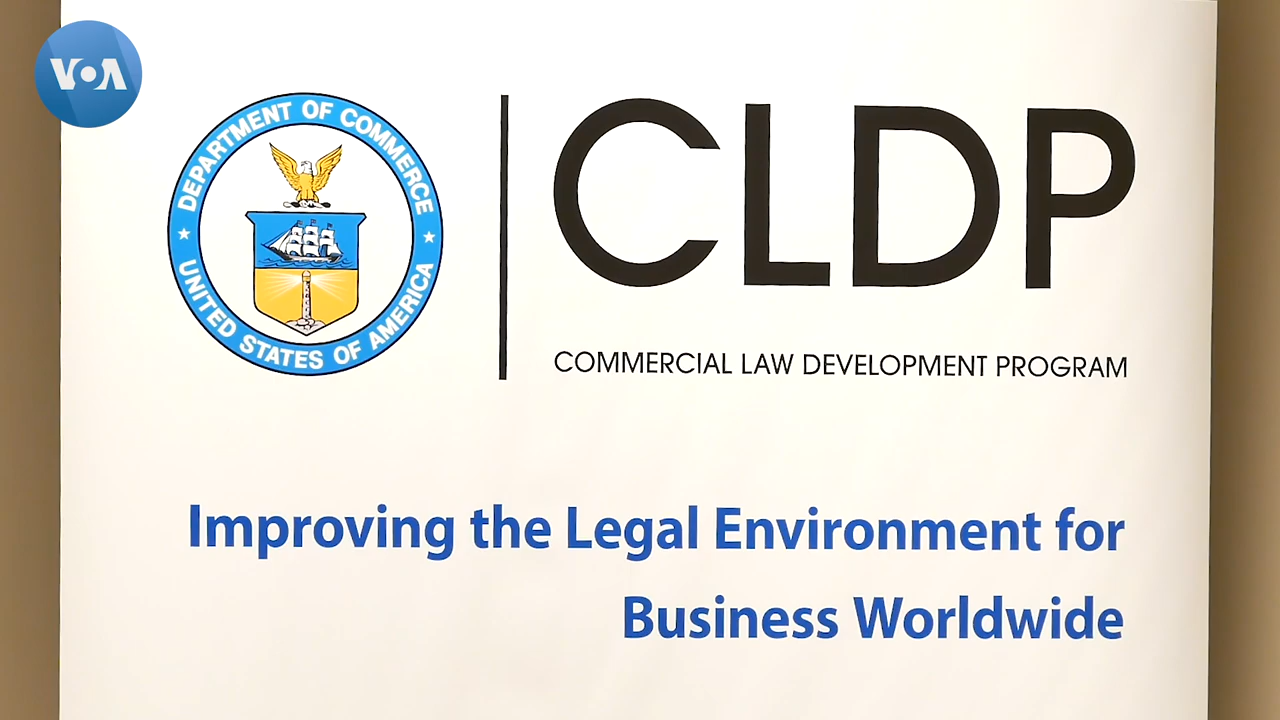 VOA
DEPARTMENT OF COMMERCE
UNITED STATES OF AMERICA
CLDP
COMMERCIAL LAW DEVELOPMENT PROGRAM
Improving the Legal Environment for
Business Worldwide